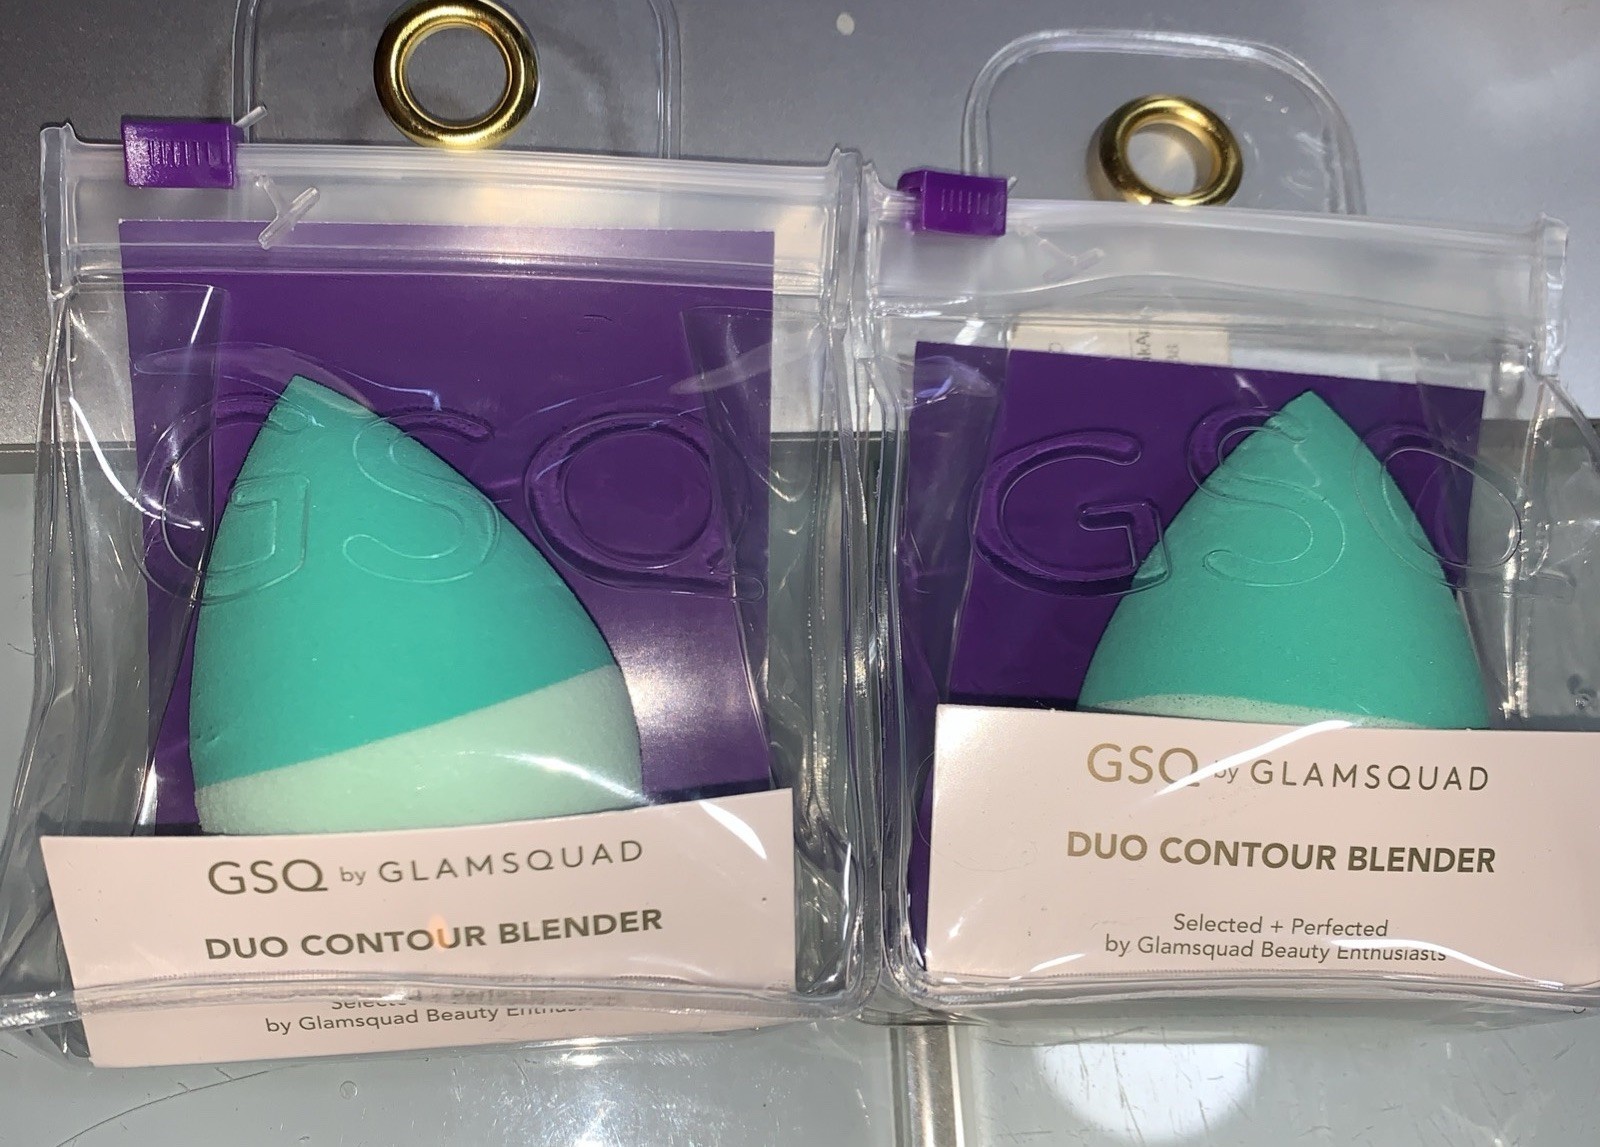 GSQ
GSQ by GLAMSQUAD
DUO CONTOUR BLENDER
by Glamsquad Beauty
GSQ
GSQ by GLAMSQUAD
DUO CONTOUR BLENDER
Selected + Perfected
by Glamsquad Beauty Enthusiasts